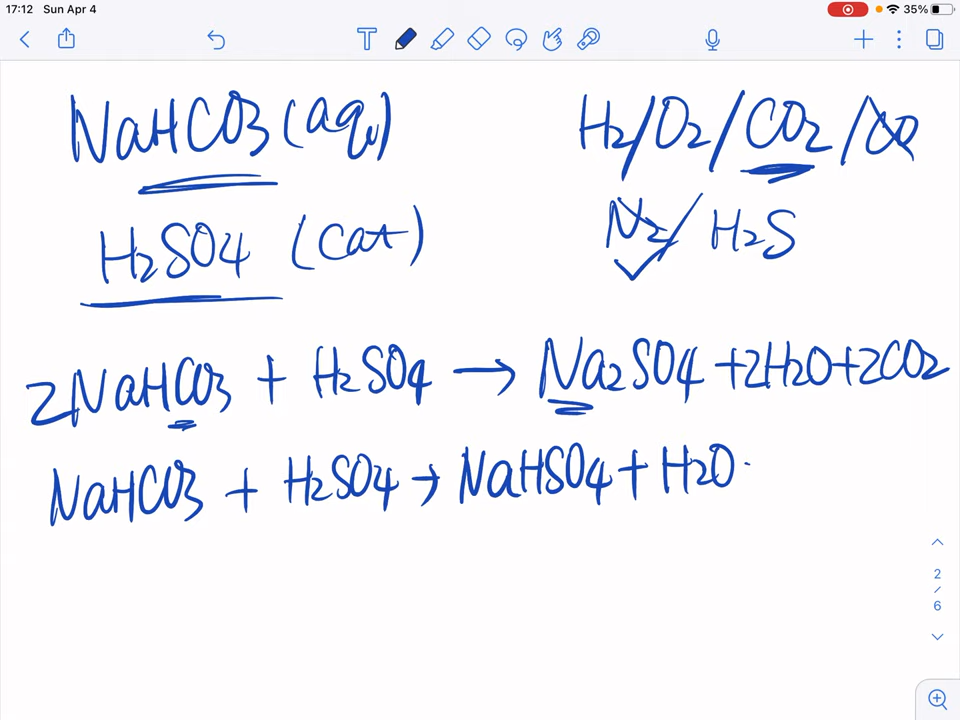 17:12 Sun Apr 4 35%
NaHCO3 (aq) H2/O2/CO2/CO
H2SO4 (cat) N2/H2S
2NaHCO3 + H2SO4 → Na2SO4 +2H2O+2CO2
NaHCO3 + H2SO4 → NaHSO4 + H2O
2
/
6